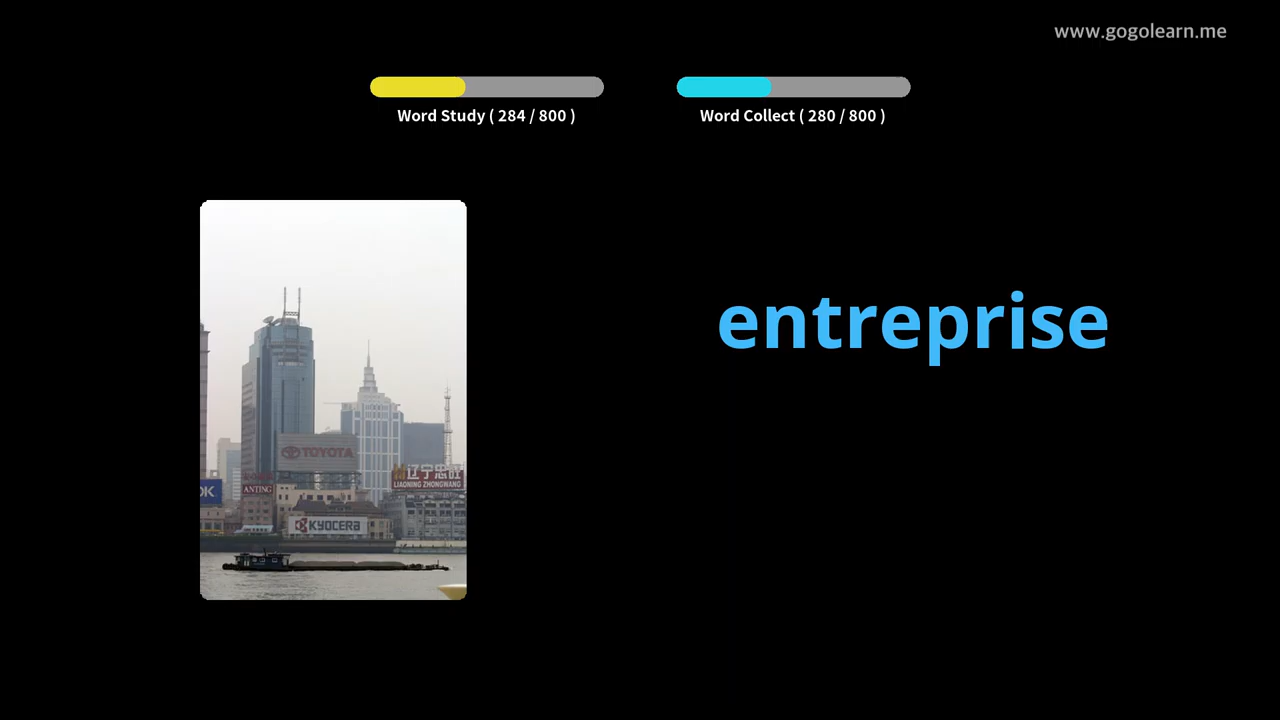 www.gogolearn.me
Word Study ( 284 / 800 )
Word Collect ( 280 / 800 )
entreprise
TOYOTA
辽宁忠旺
LIAONING ZHONGWANG
OK
ANTING
KYOCERA